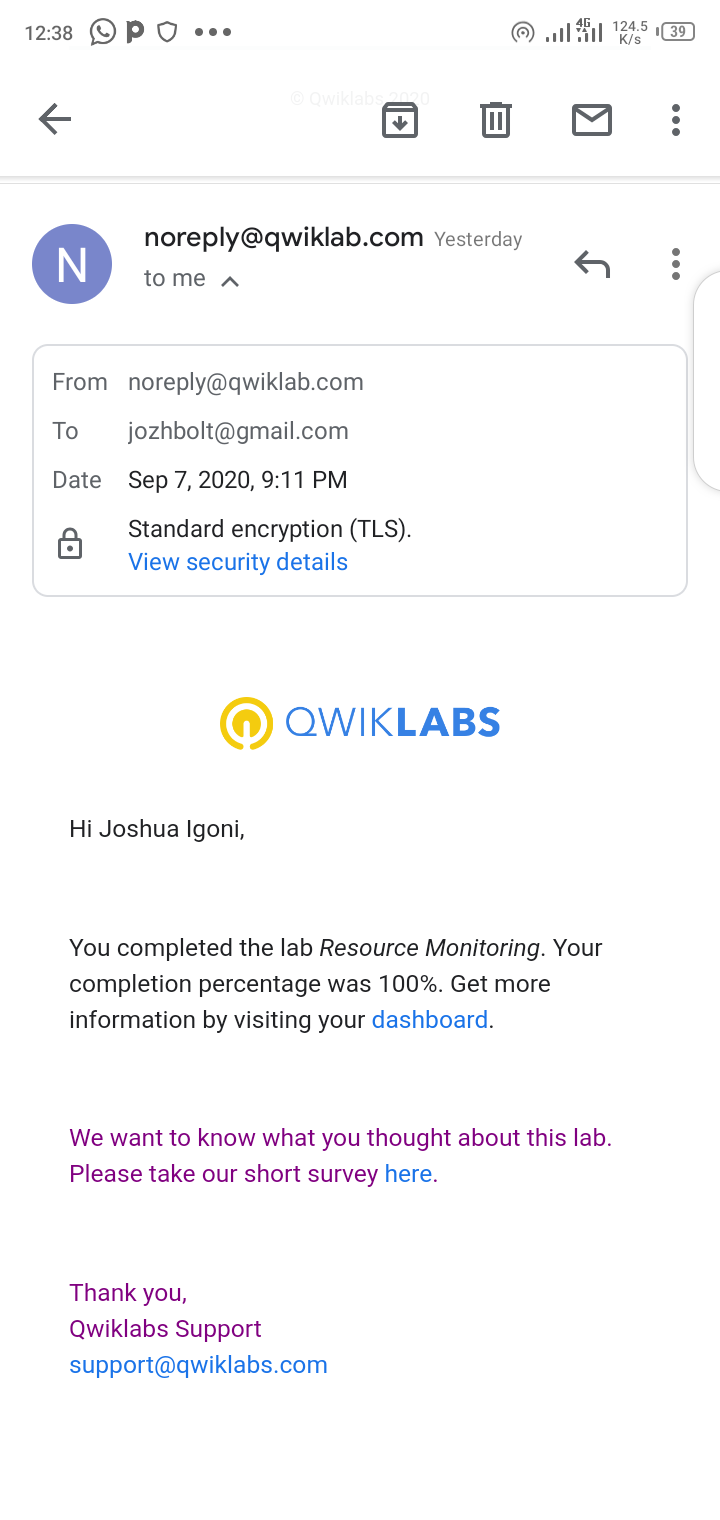 12:38
4G
124.5
K/s
39
© Qwiklabs 2020
N
noreply@qwiklab.com Yesterday
to me
From noreply@qwiklab.com
To jozhbolt@gmail.com
Date Sep 7, 2020, 9:11 PM
Standard encryption (TLS).
View security details
QWIKLABS
Hi Joshua Igoni,
You completed the lab Resource Monitoring. Your
completion percentage was 100%. Get more
information by visiting your dashboard.
We want to know what you thought about this lab.
Please take our short survey here.
Thank you,
Qwiklabs Support
support@qwiklabs.com